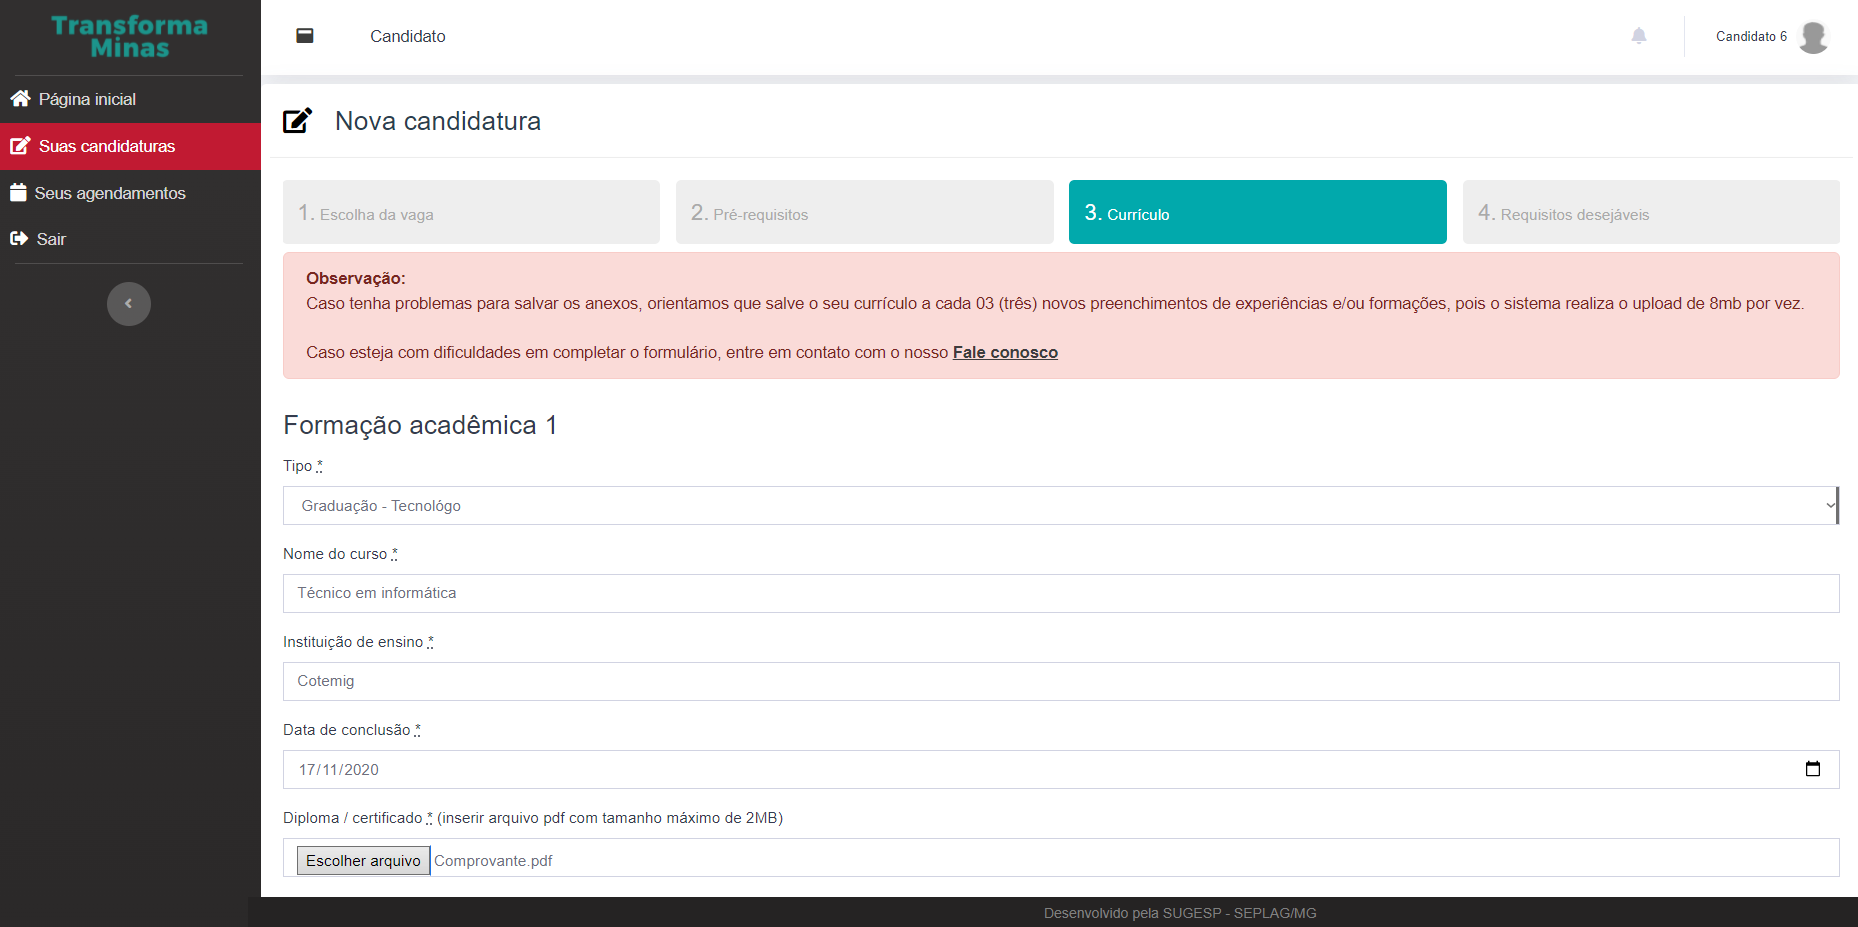 Transforma
Minas
Página inicial
Suas candidaturas
Seus agendamentos
Sair
Candidato
Candidato 6
Nova candidatura
1. Escolha da vaga
2. Pré-requisitos
3. Currículo
4. Requisitos desejáveis
Observação:
Caso tenha problemas para salvar os anexos, orientamos que salve o seu currículo a cada 03 (três) novos preenchimentos de experiências e/ou formações, pois o sistema realiza o upload de 8mb por vez.
Caso esteja com dificuldades em completar o formulário, entre em contato com o nosso Fale conosco
Formação acadêmica 1
Tipo *
Graduação - Tecnológo
Nome do curso *
Técnico em informática
Instituição de ensino *
Cotemig
Data de conclusão *
17/11/2020
Diploma / certificado * (inserir arquivo pdf com tamanho máximo de 2MB)
Escolher arquivo Comprovante.pdf
Desenvolvido pela SUGESP - SEPLAG/MG